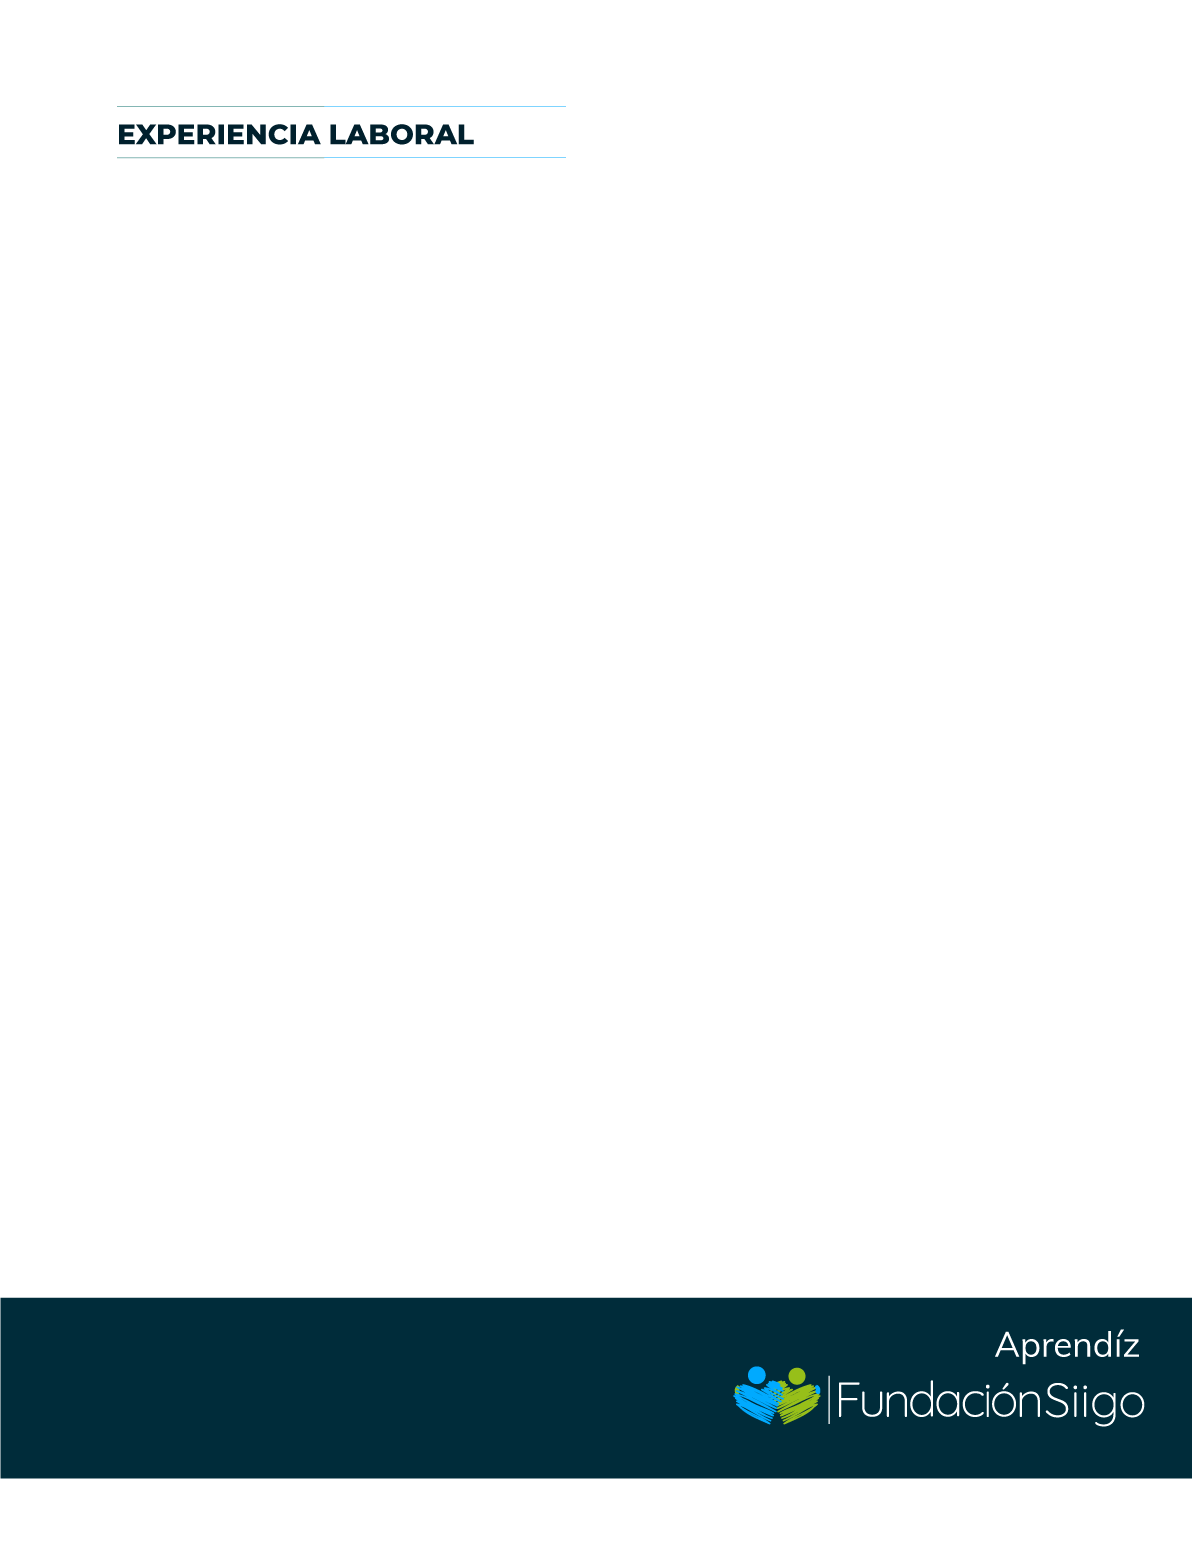 EXPERIENCIA LABORAL
Aprendíz
FundaciónSiigo